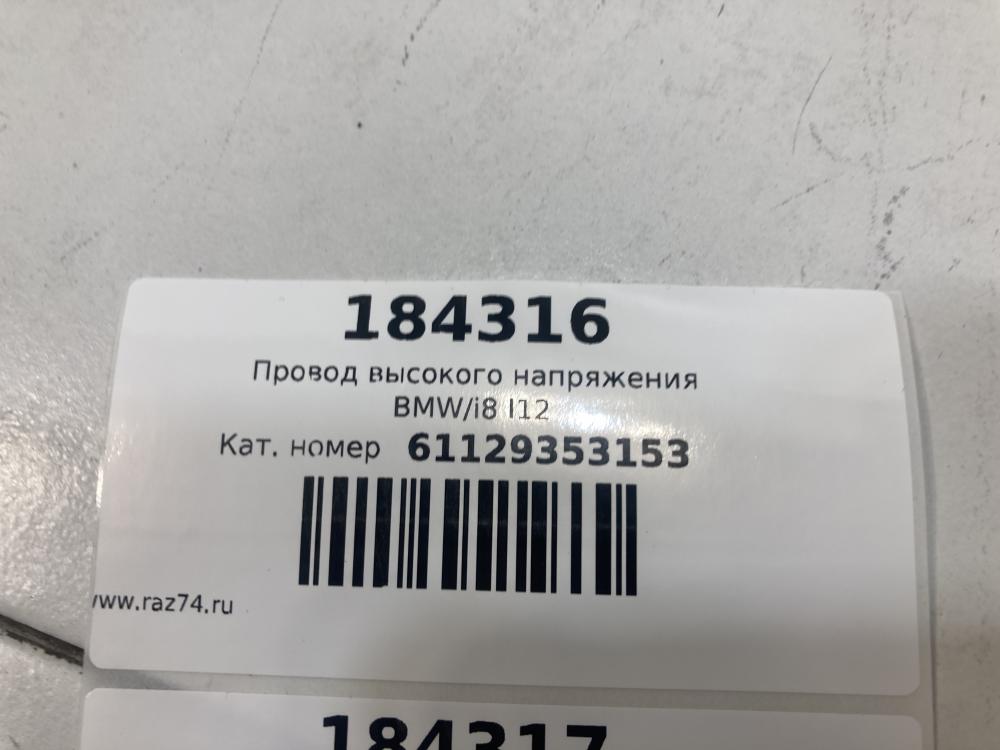 184316
Провод высокого напряжения
BMW/i8 I12
Кат. номер 61129353153
www.raz74.ru
184317